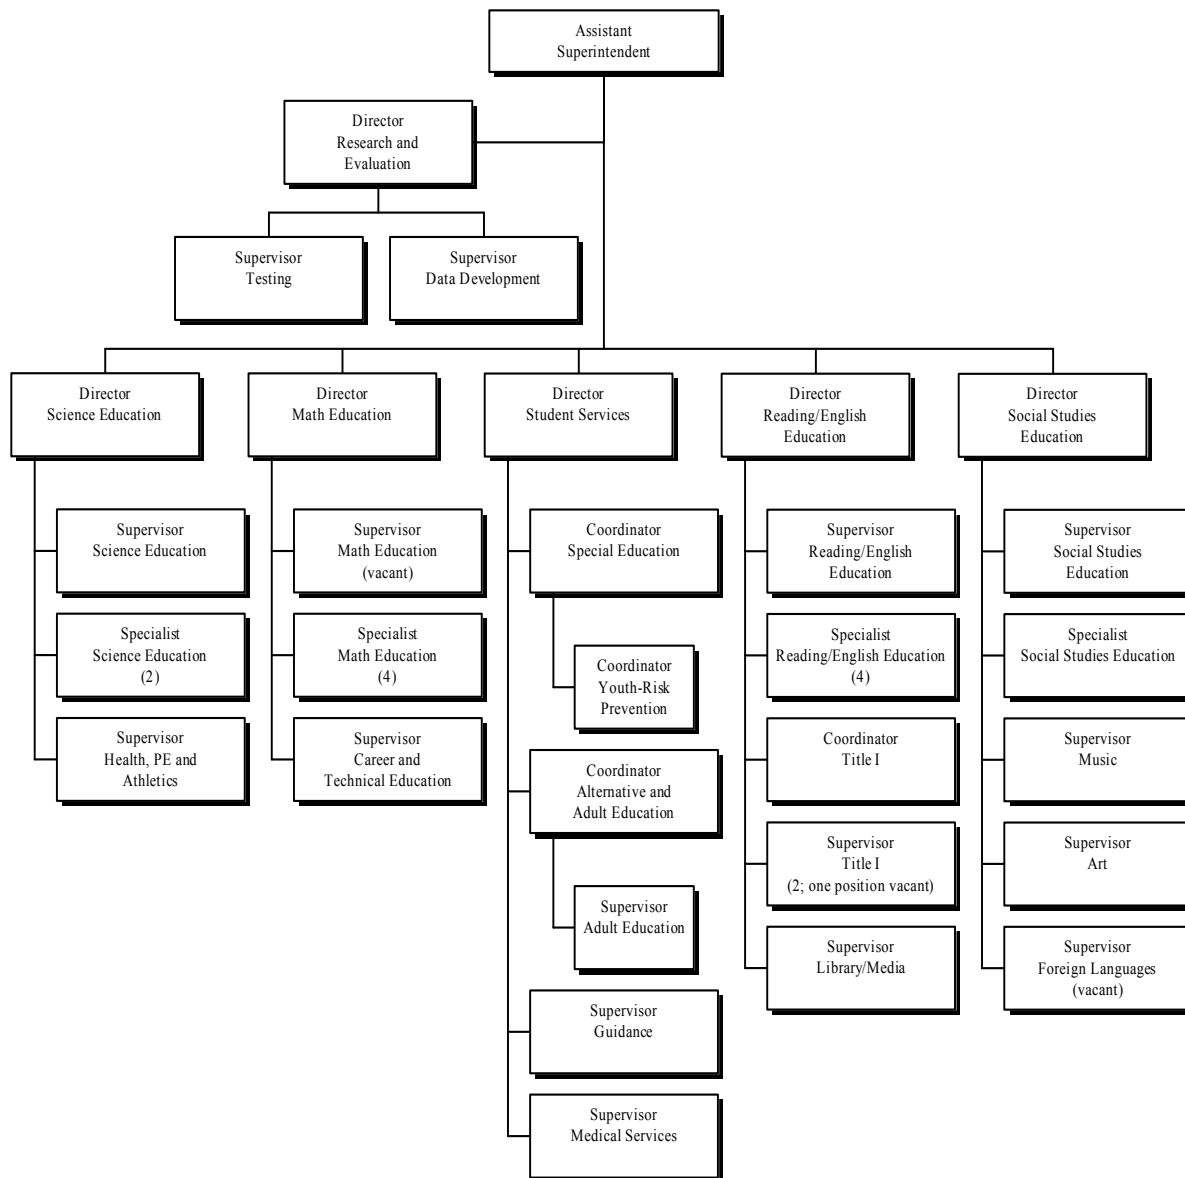 Assistant
Superintendent
Director
Research and
Evaluation
Supervisor
Testing
Supervisor
Data Development
Director
Science Education
Director
Math Education
Director
Student Services
Director
Reading/English
Education
Director
Social Studies
Education
Supervisor
Science Education
Specialist
Science Education
(2)
Supervisor
Health, PE and
Athletics
Supervisor
Math Education
(vacant)
Specialist
Math Education
(4)
Supervisor
Career and
Technical Education
Coordinator
Special Education
Coordinator
Youth-Risk
Prevention
Coordinator
Alternative and
Adult Education
Supervisor
Adult Education
Supervisor
Guidance
Supervisor
Medical Services
Supervisor
Reading/English
Education
Specialist
Reading/English Education
(4)
Coordinator
Title I
Supervisor
Title I
(2; one position vacant)
Supervisor
Library/Media
Supervisor
Social Studies
Education
Specialist
Social Studies Education
Supervisor
Music
Supervisor
Art
Supervisor
Foreign Languages
(vacant)